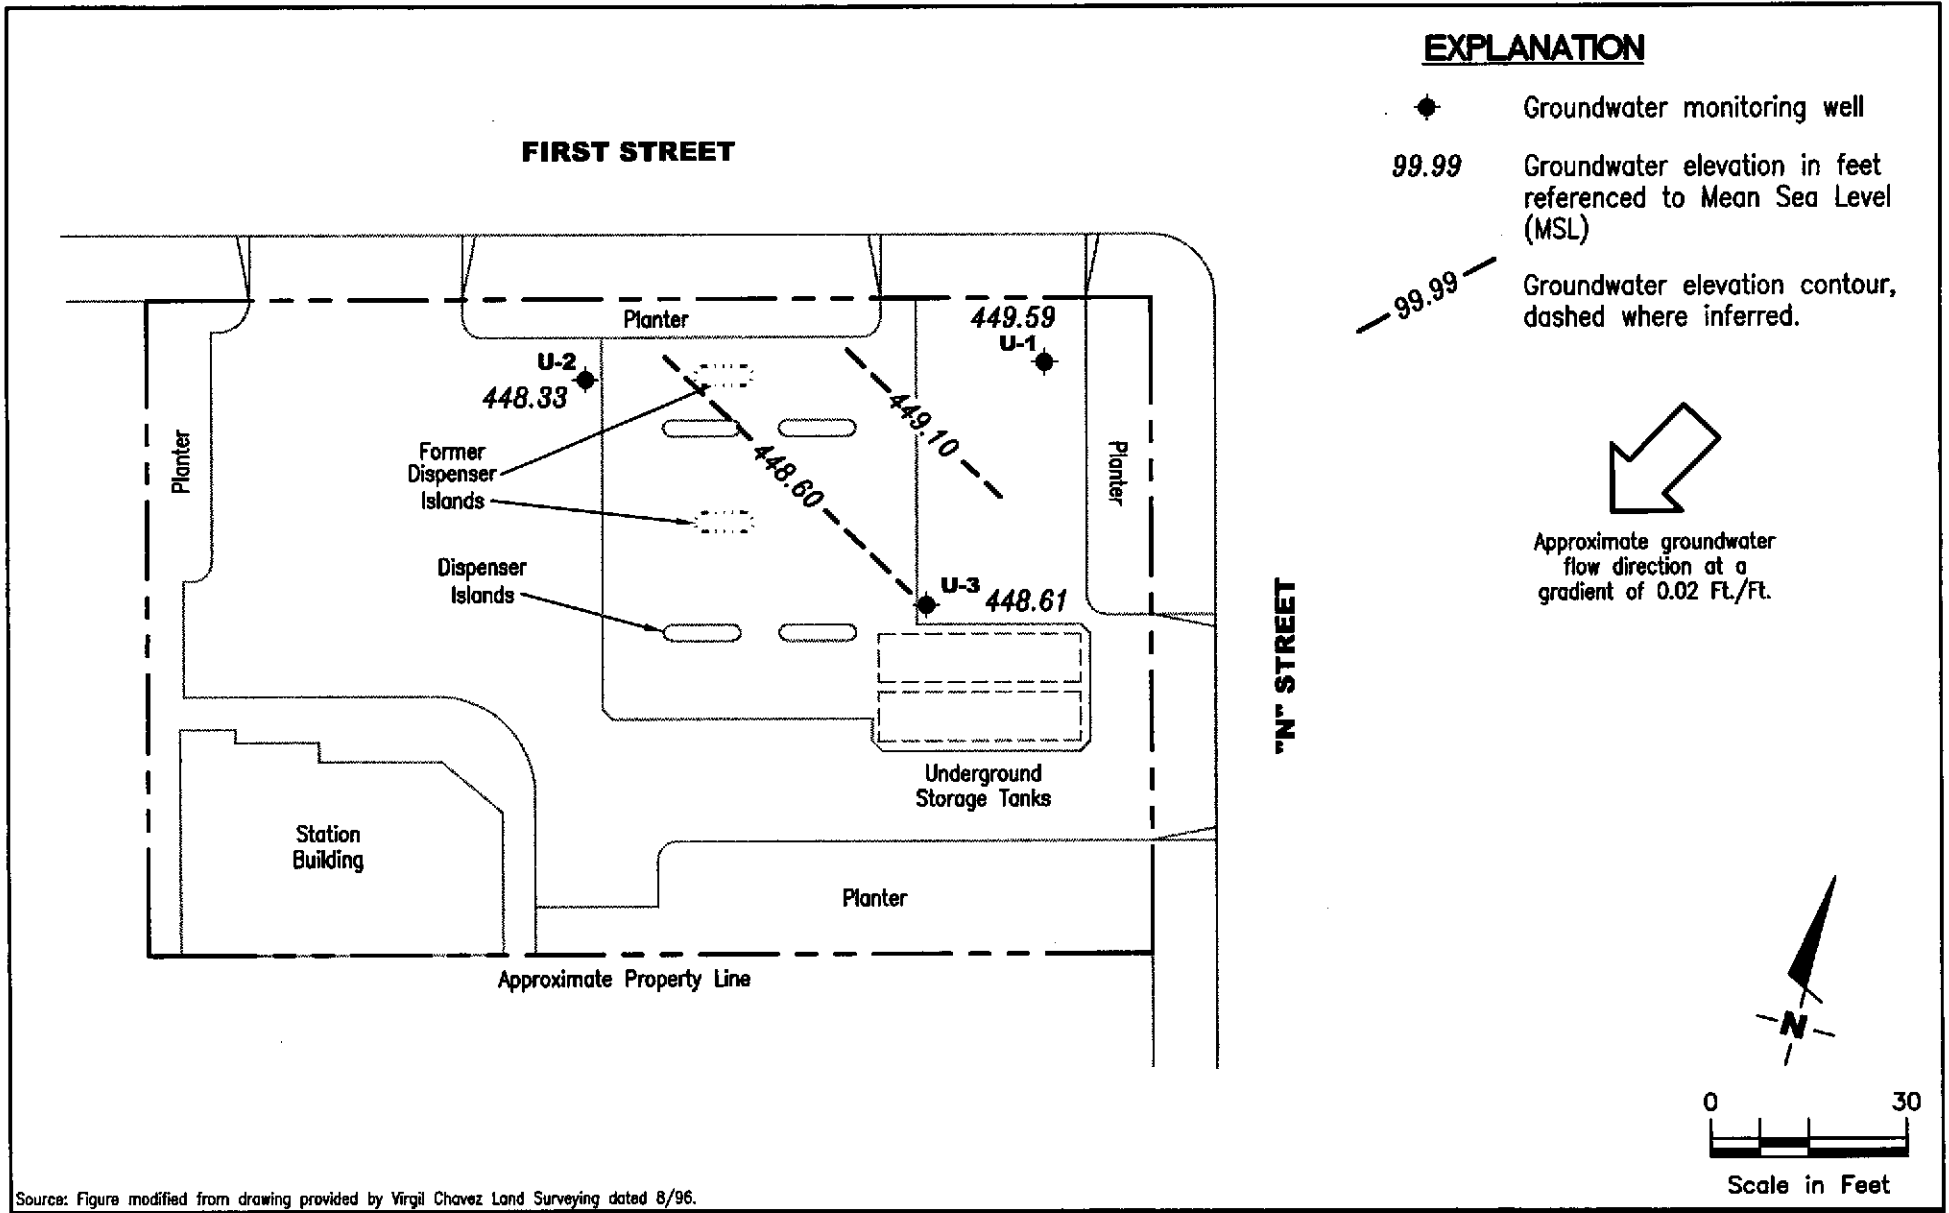 EXPLANATION
Groundwater monitoring well
99.99
Groundwater elevation in feet
referenced to Mean Sea Level
(MSL)
99.99
Groundwater elevation contour,
dashed where inferred.
Approximate groundwater
flow direction at a
gradient of 0.02 Ft./Ft.
FIRST STREET
Planter
449.59
U-1
U-2
448.33
449.10
448.60
Planter
Planter
Former
Dispenser
Islands
Dispenser
Islands
U-3
448.61
"N" STREET
Underground
Storage Tanks
Station
Building
Planter
Approximate Property Line
N
0
30
Scale in Feet
Source: Figure modified from drawing provided by Virgil Chavez Land Surveying dated 8/96.